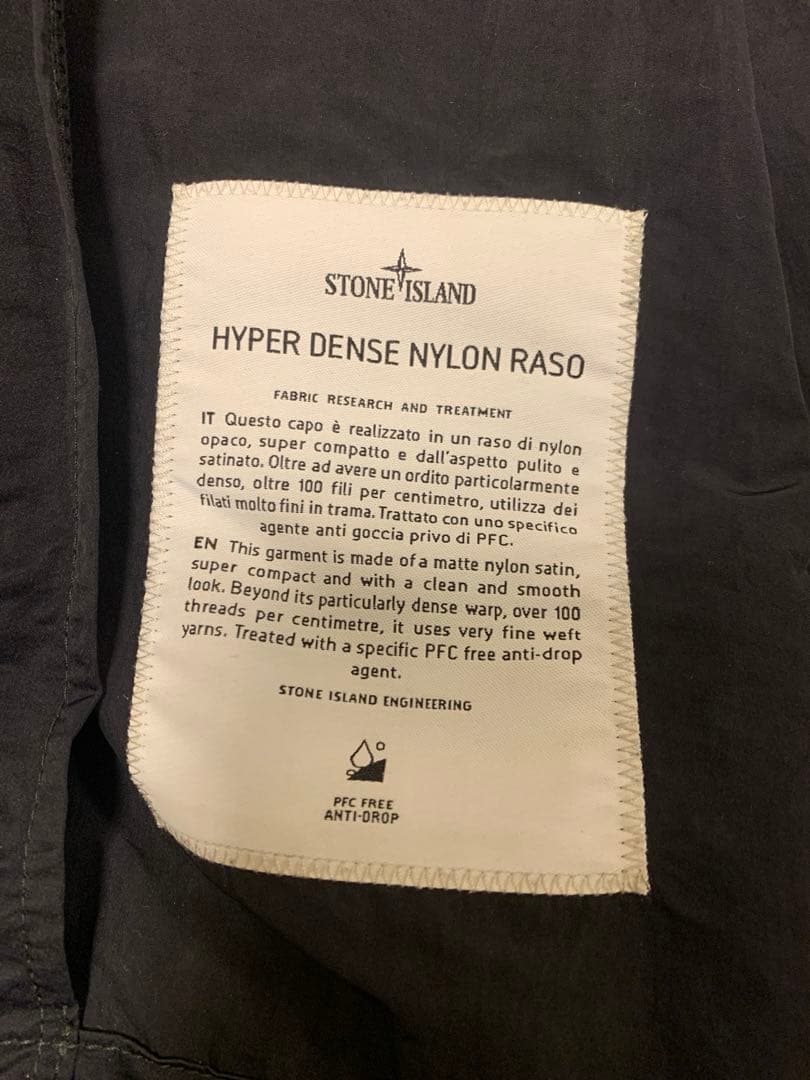 STONE ISLAND
HYPER DENSE NYLON RASO
FABRIC RESEARCH AND TREATMENT
IT Questo capo è realizzato in un raso di nylon
opaco, super compatto e dall'aspetto pulito e
satinato. Oltre ad avere un ordito particolarmente
denso, oltre 100 fili per centimetro, utilizza dei
filati molto fini in trama. Trattato con uno specifico
agente anti goccia privo di PFC.
EN This garment is made of a matte nylon satin,
super compact and with a clean and smooth
look. Beyond its particularly dense warp, over 100
threads per centimetre, it uses very fine weft
yarns. Treated with a specific PFC free anti-drop
agent.
STONE ISLAND ENGINEERING
PFC FREE
ANTI-DROP